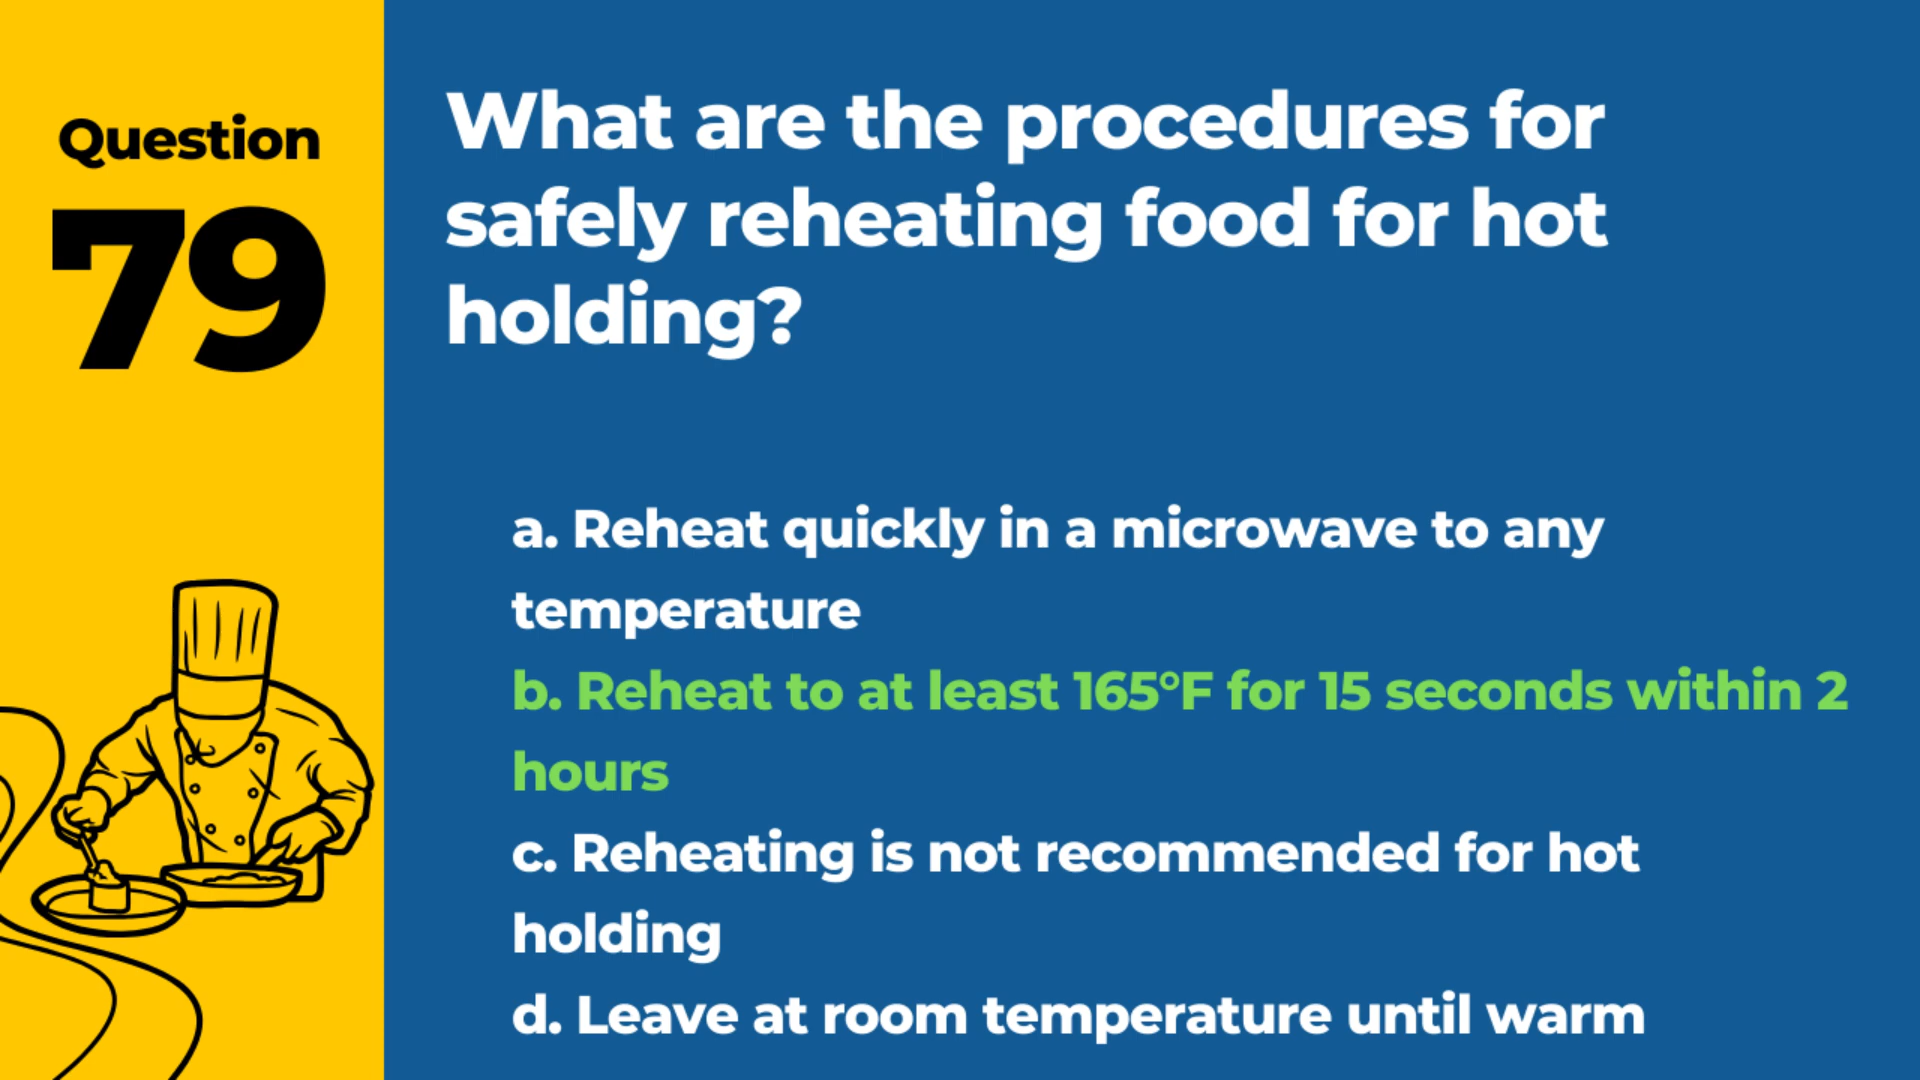 Question
79
What are the procedures for
safely reheating food for hot
holding?
a. Reheat quickly in a microwave to any
temperature
b. Reheat to at least 165°F for 15 seconds within 2
hours
c. Reheating is not recommended for hot
holding
d. Leave at room temperature until warm